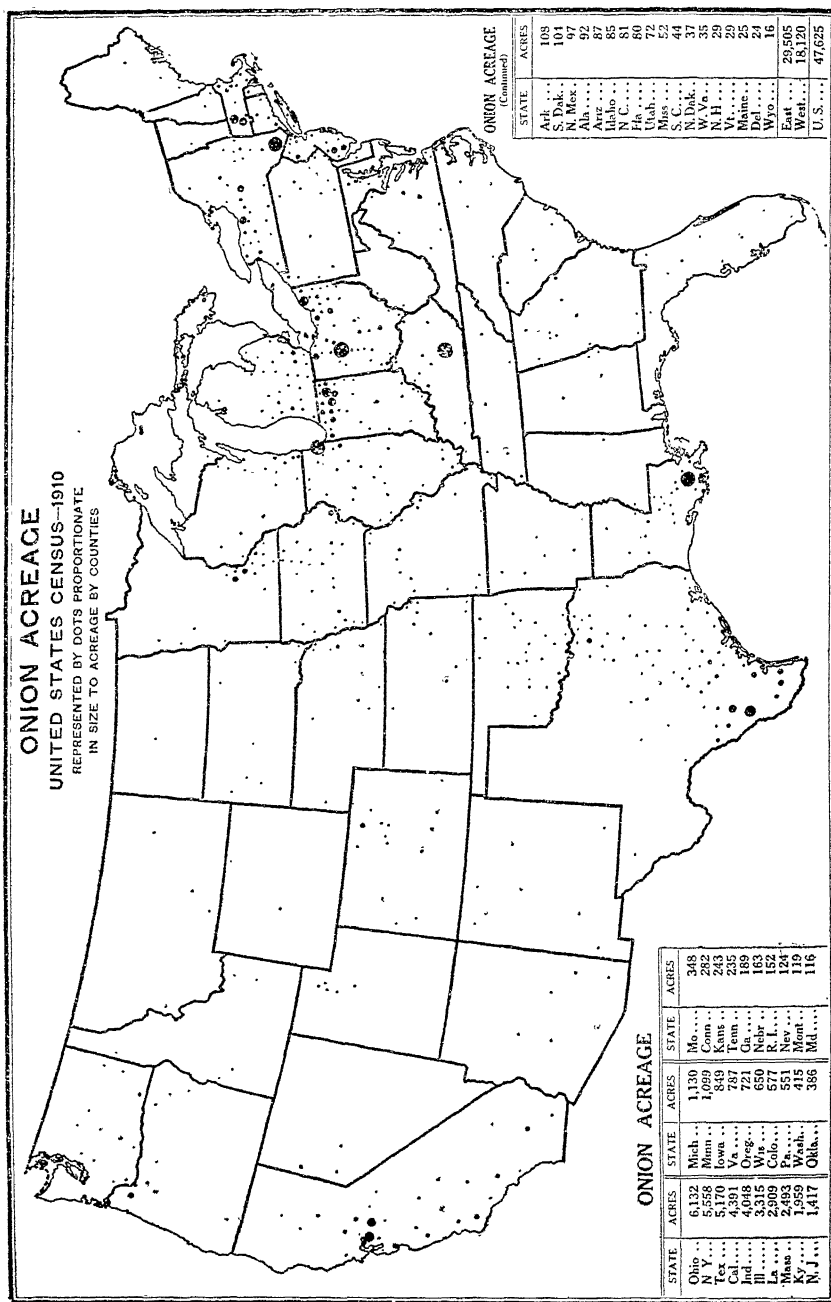 ONION ACREAGE
UNITED STATES CENSUS—1910
REPRESENTED BY DOTS PROPORTIONATE
IN SIZE TO ACREAGE BY COUNTIES
ONION ACREAGE
STATE ACRES STATE ACRES STATE ACRES
Ohio .. 6,132 Mich... 1,130 Mo.... 348
N Y... 5,558 Minn.. 1,099 Conn.. 282
Tex ... 5,170 Iowa .. 849 Kans .. 243
Cal.... 4,391 Va .... 787 Tenn.. 235
Ind.... 4,048 Oreg... 721 Ga .... 189
Ill .... 3,315 Wis ... 650 Nebr .. 163
La .... 2,909 Colo... 577 R. I... 152
Mass .. 2,493 Pa.... 551 Nev ... 124
Ky .... 1,959 Wash.. 415 Mont.. 119
N. J ... 1,417 Okla... 386 Md .... 116
ONION ACREAGE
(Continued)
STATE ACRES
Ark .... 108
S. Dak.. 104
N. Mex. 97
Ala .... 92
Ariz ... 87
Idaho .. 85
N C... 81
Fla .... 80
Utah... 72
Miss ... 52
S. C.... 44
N. Dak. 37
W. Va.. 35
N. H... 29
Vt..... 29
Maine.. 25
Del .... 24
Wyo... 16
East ... 29,505
West... 18,120
U. S.... 47,625